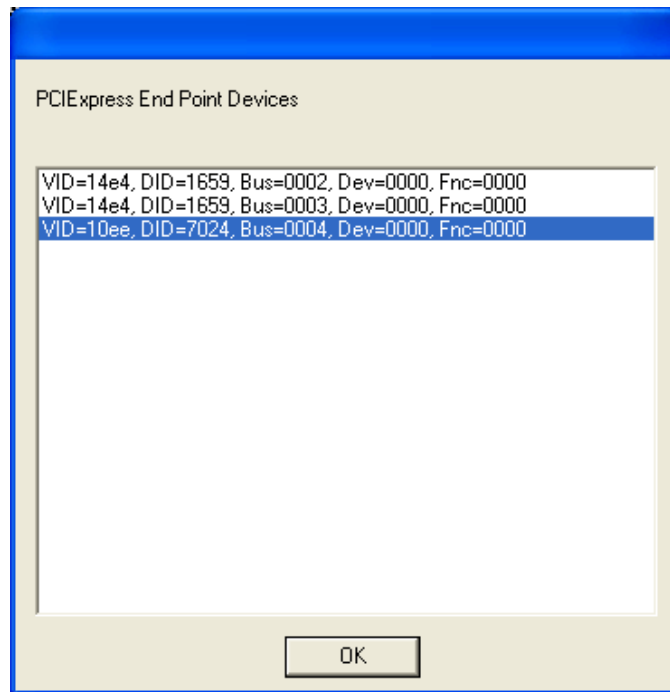 PCIExpress End Point Devices
VID=14e4, DID=1659, Bus=0002, Dev=0000, Fnc=0000
VID=14e4, DID=1659, Bus=0003, Dev=0000, Fnc=0000
VID=10ee, DID=7024, Bus=0004, Dev=0000, Fnc=0000
OK